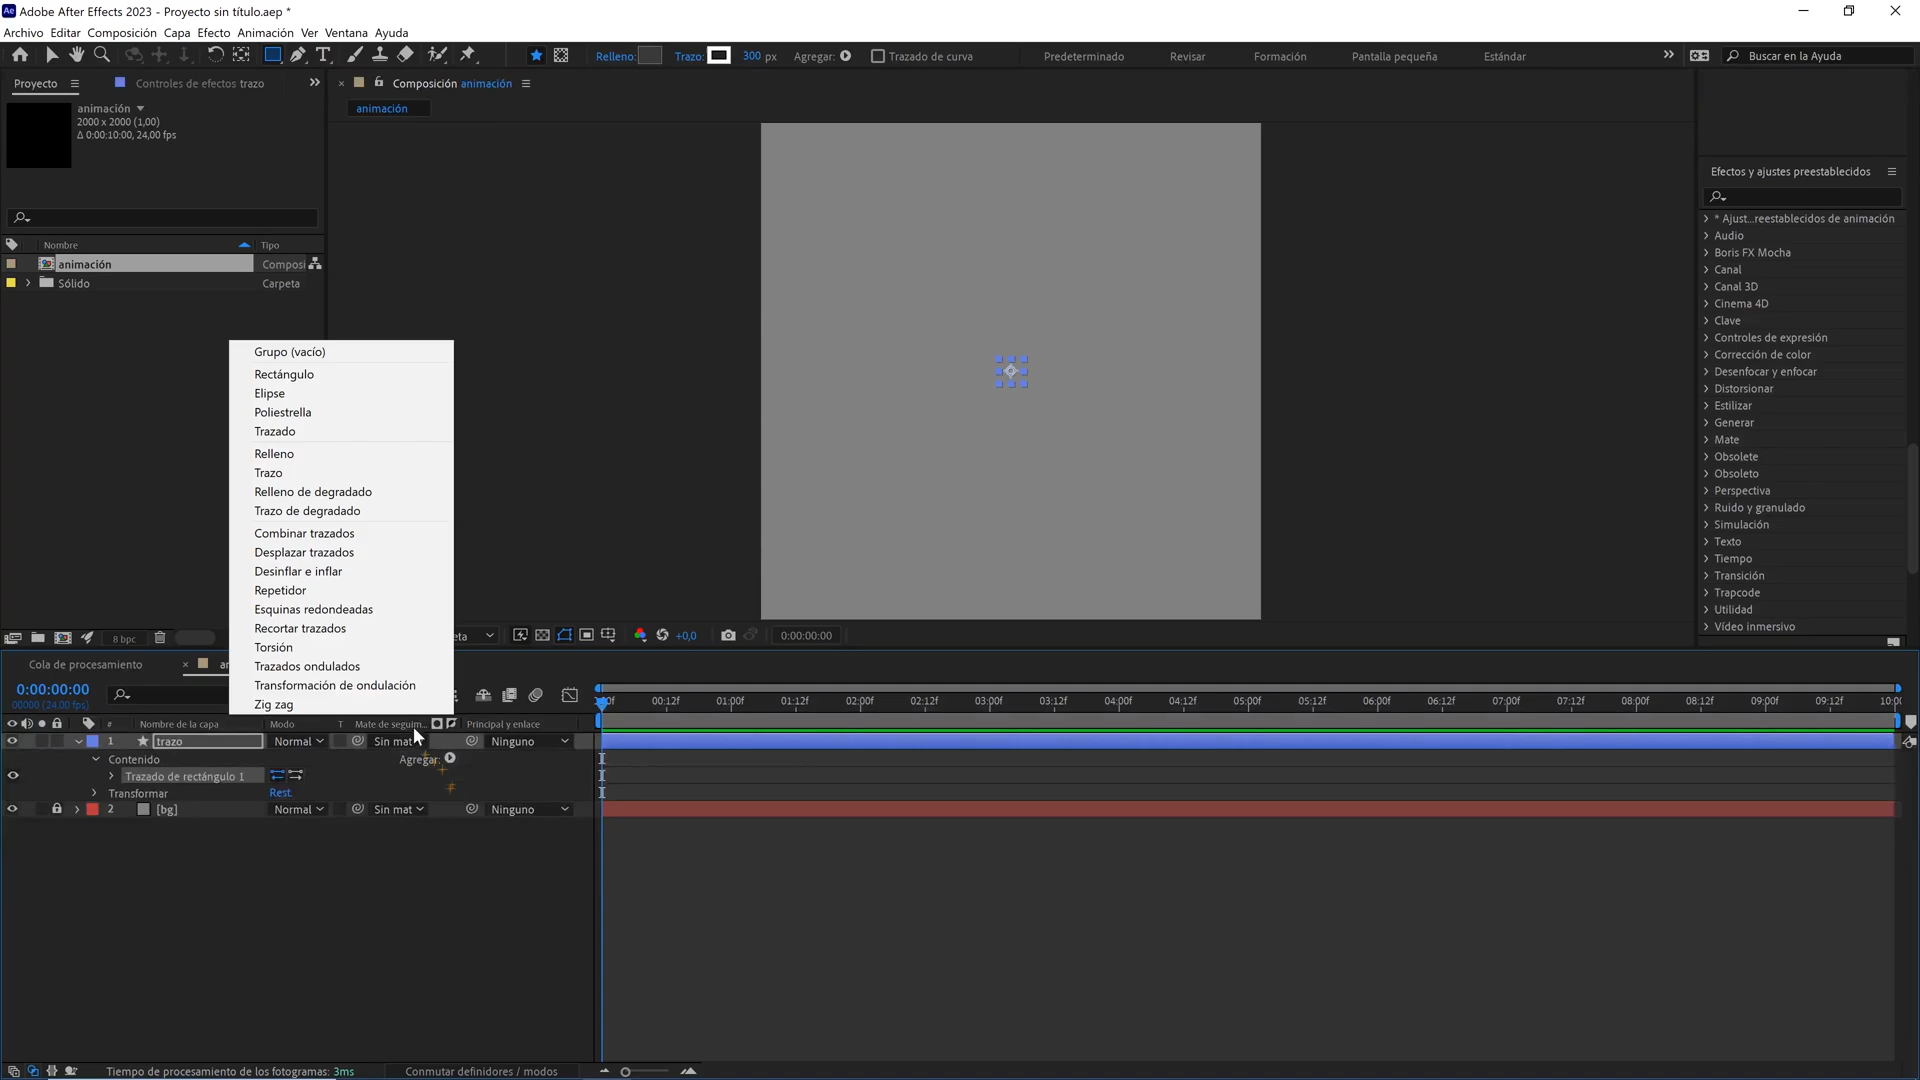 Adobe After Effects 2023 - Proyecto sin título.aep *
Archivo Editar Composición Capa Efecto Animación Ver Ventana Ayuda
Relleno: Trazo: 300 px Agregar: Trazado de curva Predeterminado Revisar Formación Pantalla pequeña Estándar Buscar en la Ayuda
Proyecto Controles de efectos trazo
Composición animación
animación
animación
2000 x 2000 (1,00)
Δ 0:00:10:00, 24,00 fps
Nombre Tipo
animación Composi
Sólido Carpeta
Grupo (vacío)
Rectángulo
Elipse
Poliestrella
Trazado
Relleno
Trazo
Relleno de degradado
Trazo de degradado
Combinar trazados
Desplazar trazados
Desinflar e inflar
Repetidor
Esquinas redondeadas
Recortar trazados
Torsión
Trazados ondulados
Transformación de ondulación
Zig zag
Efectos y ajustes preestablecidos
* Ajust...reestablecidos de animación
Audio
Boris FX Mocha
Canal
Canal 3D
Cinema 4D
Clave
Controles de expresión
Corrección de color
Desenfocar y enfocar
Distorsionar
Estilizar
Generar
Mate
Obsolete
Obsoleto
Perspectiva
Ruido y granulado
Simulación
Texto
Tiempo
Transición
Trapcode
Utilidad
Vídeo inmersivo
8 bpc
eta +0,0 0:00:00:00
Cola de procesamiento
0:00:00:00
00000 (24.00 fps)
00:12f 01:00f 01:12f 02:00f 02:12f 03:00f 03:12f 04:00f 04:12f 05:00f 05:12f 06:00f 06:12f 07:00f 07:12f 08:00f 08:12f 09:00f 09:12f
# Nombre de la capa Modo T Mate de seguim... Principal y enlace
1 trazo Normal Sin mat Ninguno
Contenido Agregar:
Trazado de rectángulo 1
Transformar Rest.
2 [bg] Normal Sin mat Ninguno
Tiempo de procesamiento de los fotogramas: 3ms Conmutar definidores / modos